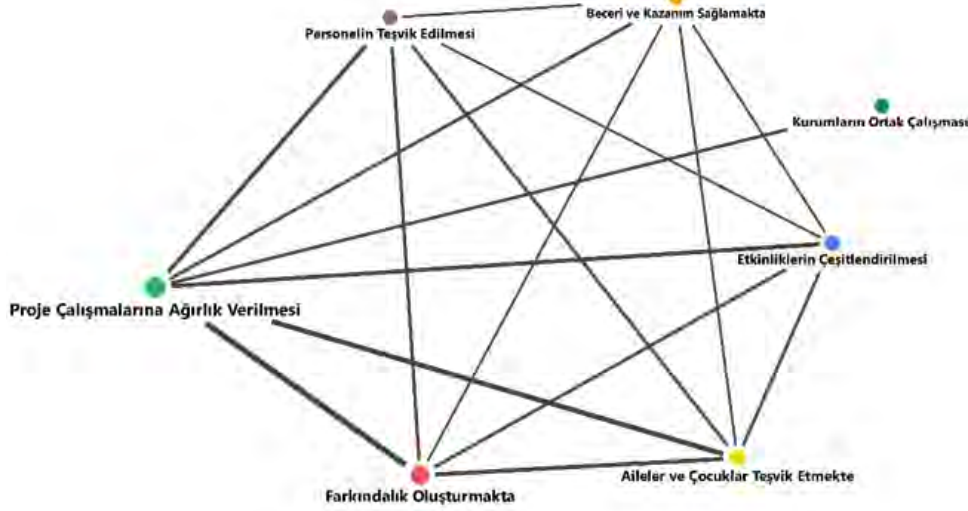 Beceri ve Kazanım Sağlamakta
Personelin Teşvik Edilmesi
Kurumların Ortak Çalışması
Etkinliklerin Çeşitlendirilmesi
Proje Çalışmalarına Ağırlık Verilmesi
Aileler ve Çocuklar Teşvik Etmekte
Farkındalık Oluşturmakta